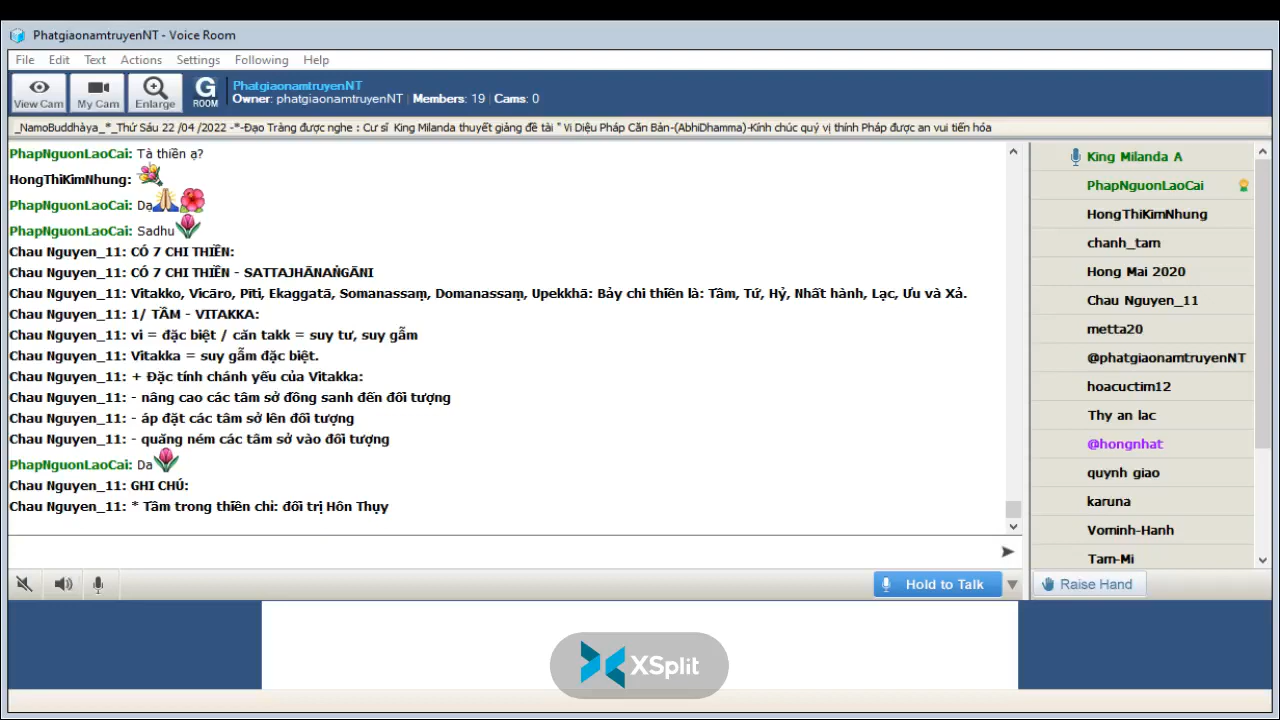 PhatgiaonamtruyenNT - Voice Room
File Edit Text Actions Settings Following Help
View Cam
My Cam
Enlarge
G ROOM
PhatgiaonamtruyenNT
Owner: phatgiaonamtruyenNT | Members: 19 | Cams: 0
_NamoBuddhàya_*_Thứ Sáu 22 /04 /2022 -*-Đạo Tràng được nghe : Cư sĩ King Milanda thuyết giảng đề tài " Vi Diệu Pháp Căn Bản-(AbhiDhamma)-Kính chúc quý vị thính Pháp được an vui tiến hóa
PhapNguonLaoCai: Tà thiền ạ?
HongThiKimNhung:
PhapNguonLaoCai: Dạ
PhapNguonLaoCai: Sadhu
Chau Nguyen_11: CÓ 7 CHI THIỀN:
Chau Nguyen_11: CÓ 7 CHI THIỀN - SATTAJHĀNAṄGĀNI
Chau Nguyen_11: Vitakko, Vicāro, Pīti, Ekaggatā, Somanassaṃ, Domanassaṃ, Upekkhā: Bảy chi thiền là: Tầm, Tứ, Hỷ, Nhất hành, Lạc, Ưu và Xả.
Chau Nguyen_11: 1/ TẦM - VITAKKA:
Chau Nguyen_11: vi = đặc biệt / căn takk = suy tư, suy gẫm
Chau Nguyen_11: Vitakka = suy gẫm đặc biệt.
Chau Nguyen_11: + Đặc tính chánh yếu của Vitakka:
Chau Nguyen_11: - nâng cao các tâm sở đồng sanh đến đối tượng
Chau Nguyen_11: - áp đặt các tâm sở lên đối tượng
Chau Nguyen_11: - quăng ném các tâm sở vào đối tượng
PhapNguonLaoCai: Dạ
Chau Nguyen_11: GHI CHÚ:
Chau Nguyen_11: * Tầm trong thiền chỉ: đối trị Hôn Thụy
Hold to Talk
King Milanda A
PhapNguonLaoCai
HongThiKimNhung
chanh_tam
Hong Mai 2020
Chau Nguyen_11
metta20
@phatgiaonamtruyenNT
hoacuctim12
Thy an lac
@hongnhat
quynh giao
karuna
Vominh-Hanh
Tam-Mi
Raise Hand
XSplit